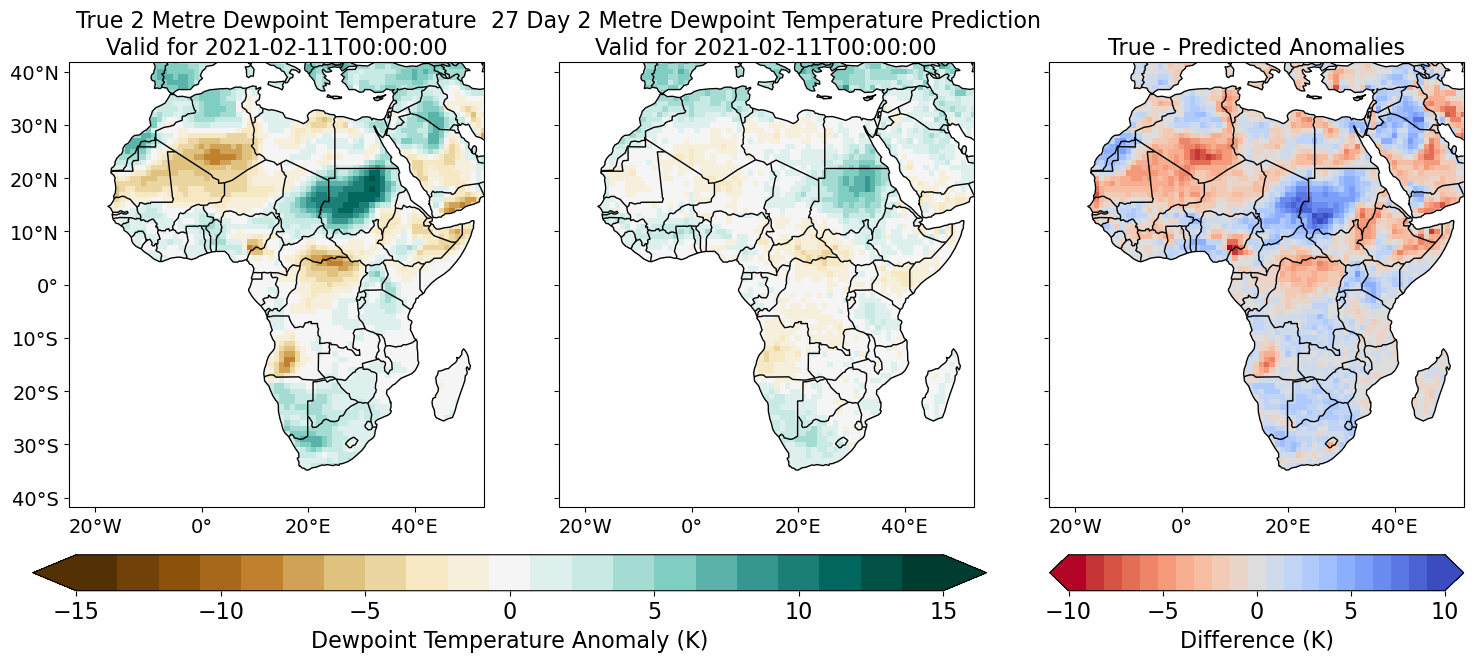 True 2 Metre Dewpoint Temperature
Valid for 2021-02-11T00:00:00
27 Day 2 Metre Dewpoint Temperature Prediction
Valid for 2021-02-11T00:00:00
True - Predicted Anomalies
40°N
30°N
20°N
10°N
0°
10°S
20°S
30°S
40°S
20°W 0° 20°E 40°E
20°W 0° 20°E 40°E
20°W 0° 20°E 40°E
−15 −10 −5 0 5 10 15
Dewpoint Temperature Anomaly (K)
−10 −5 0 5 10
Difference (K)